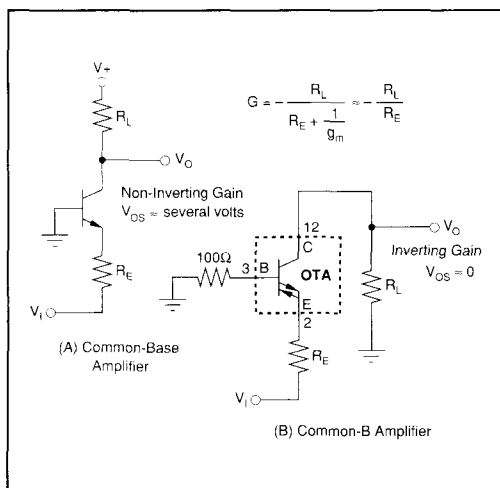 V+
R_L
V_O
Non-Inverting Gain
V_OS ≈ several volts
R_E
V_I
(A) Common-Base
Amplifier
G = - R_L / (R_E + 1/g_m) ≈ - R_L / R_E
12
C
V_O
100Ω
3
B
OTA
Inverting Gain
V_OS ≈ 0
E
2
R_L
R_E
V_I
(B) Common-B Amplifier